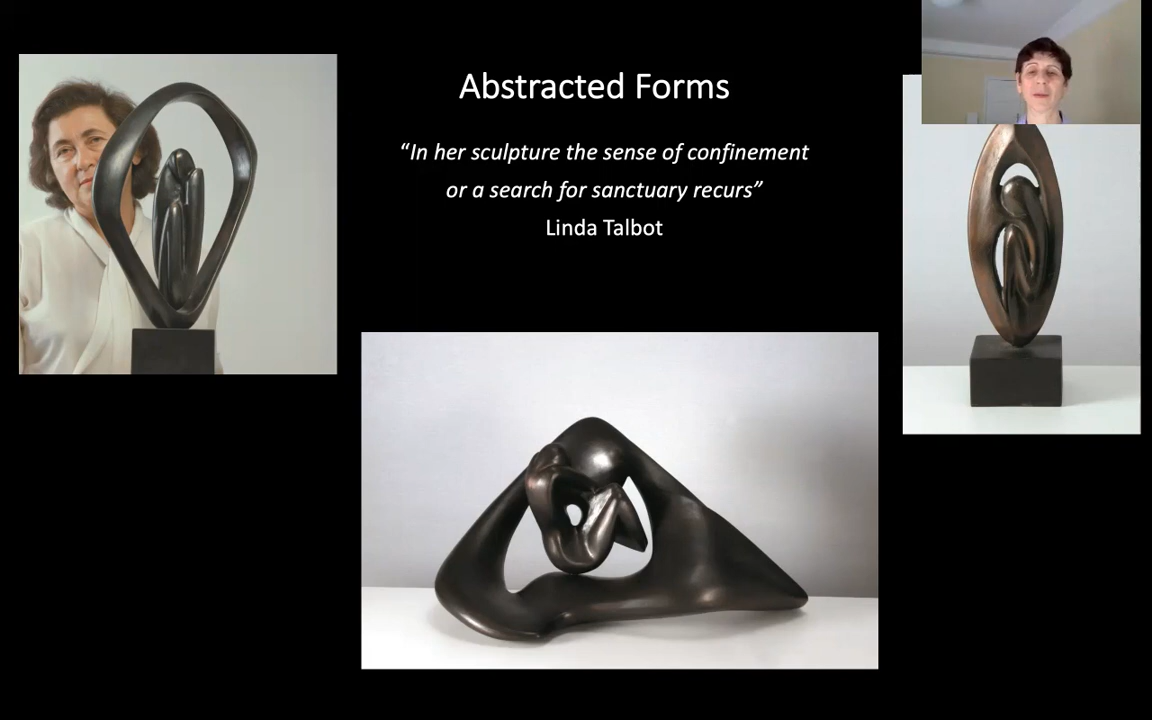 Abstracted Forms
“In her sculpture the sense of confinement
or a search for sanctuary recurs”
Linda Talbot